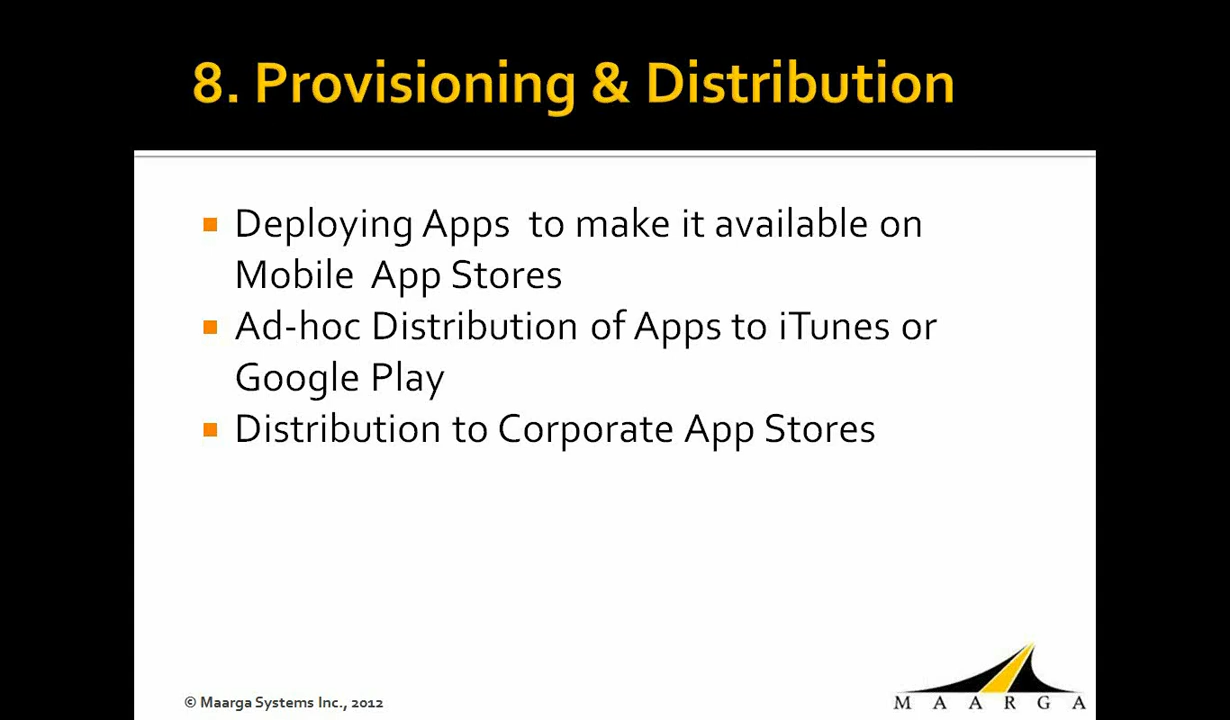 8. Provisioning & Distribution
Deploying Apps to make it available on
Mobile App Stores
Ad-hoc Distribution of Apps to iTunes or
Google Play
Distribution to Corporate App Stores
© Maarga Systems Inc., 2012
MAARGA